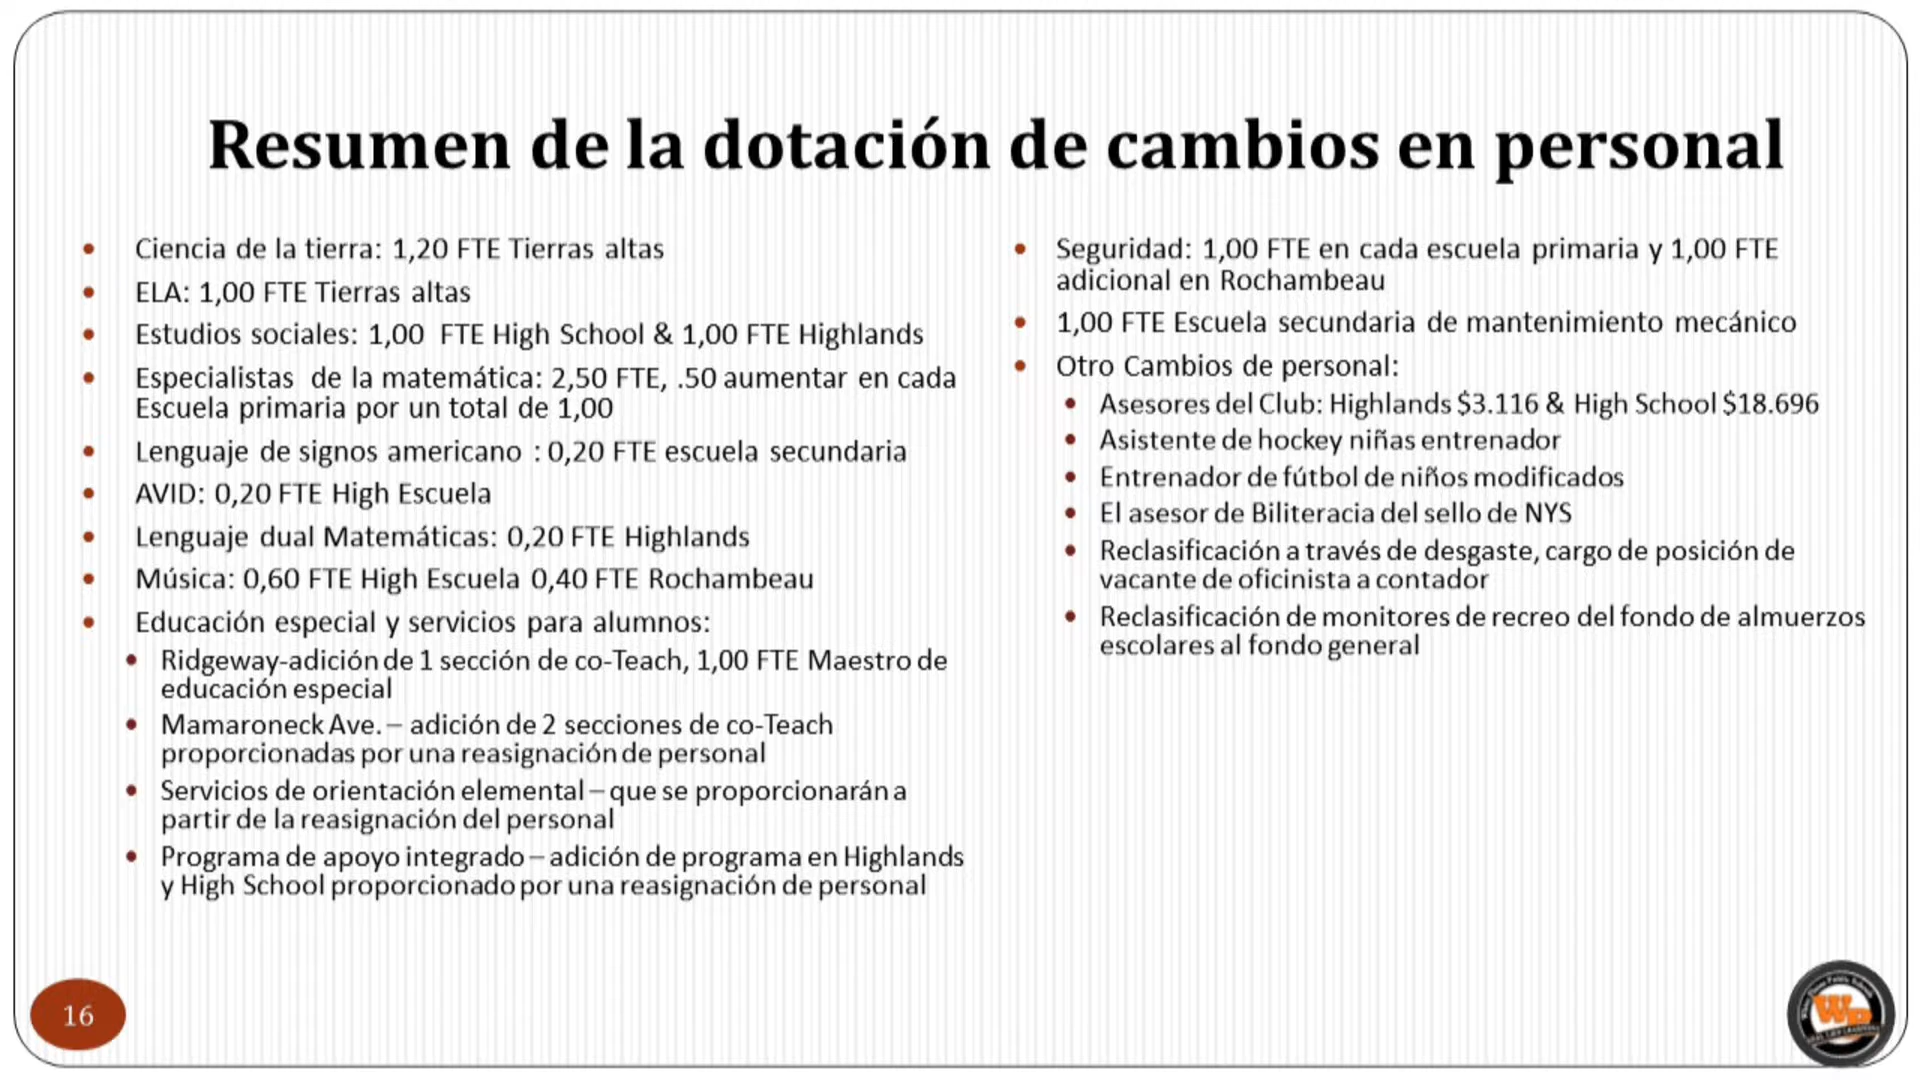 Resumen de la dotación de cambios en personal
Ciencia de la tierra: 1,20 FTE Tierras altas
ELA: 1,00 FTE Tierras altas
Estudios sociales: 1,00 FTE High School & 1,00 FTE Highlands
Especialistas de la matemática: 2,50 FTE, .50 aumentar en cada
Escuela primaria por un total de 1,00
Lenguaje de signos americano : 0,20 FTE escuela secundaria
AVID: 0,20 FTE High Escuela
Lenguaje dual Matemáticas: 0,20 FTE Highlands
Música: 0,60 FTE High Escuela 0,40 FTE Rochambeau
Educación especial y servicios para alumnos:
Ridgeway-adición de 1 sección de co-Teach, 1,00 FTE Maestro de
educación especial
Mamaroneck Ave. – adición de 2 secciones de co-Teach
proporcionadas por una reasignación de personal
Servicios de orientación elemental – que se proporcionarán a
partir de la reasignación del personal
Programa de apoyo integrado – adición de programa en Highlands
y High School proporcionado por una reasignación de personal
Seguridad: 1,00 FTE en cada escuela primaria y 1,00 FTE
adicional en Rochambeau
1,00 FTE Escuela secundaria de mantenimiento mecánico
Otro Cambios de personal:
Asesores del Club: Highlands $3.116 & High School $18.696
Asistente de hockey niñas entrenador
Entrenador de fútbol de niños modificados
El asesor de Biliteracia del sello de NYS
Reclasificación a través de desgaste, cargo de posición de
vacante de oficinista a contador
Reclasificación de monitores de recreo del fondo de almuerzos
escolares al fondo general
16